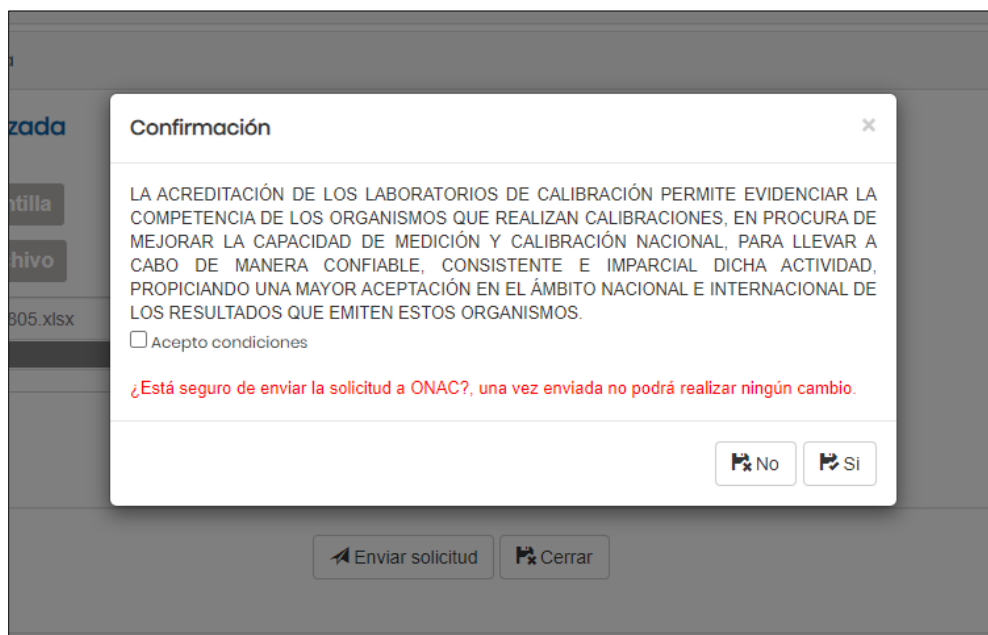 zada
Confirmación
×
LA ACREDITACIÓN DE LOS LABORATORIOS DE CALIBRACIÓN PERMITE EVIDENCIAR LA
COMPETENCIA DE LOS ORGANISMOS QUE REALIZAN CALIBRACIONES, EN PROCURA DE
MEJORAR LA CAPACIDAD DE MEDICIÓN Y CALIBRACIÓN NACIONAL, PARA LLEVAR A
CABO DE MANERA CONFIABLE, CONSISTENTE E IMPARCIAL DICHA ACTIVIDAD,
PROPICIANDO UNA MAYOR ACEPTACIÓN EN EL ÁMBITO NACIONAL E INTERNACIONAL DE
LOS RESULTADOS QUE EMITEN ESTOS ORGANISMOS.
Acepto condiciones
¿Está seguro de enviar la solicitud a ONAC?, una vez enviada no podrá realizar ningún cambio.
ntilla
chivo
805.xlsx
No
Si
Enviar solicitud
Cerrar